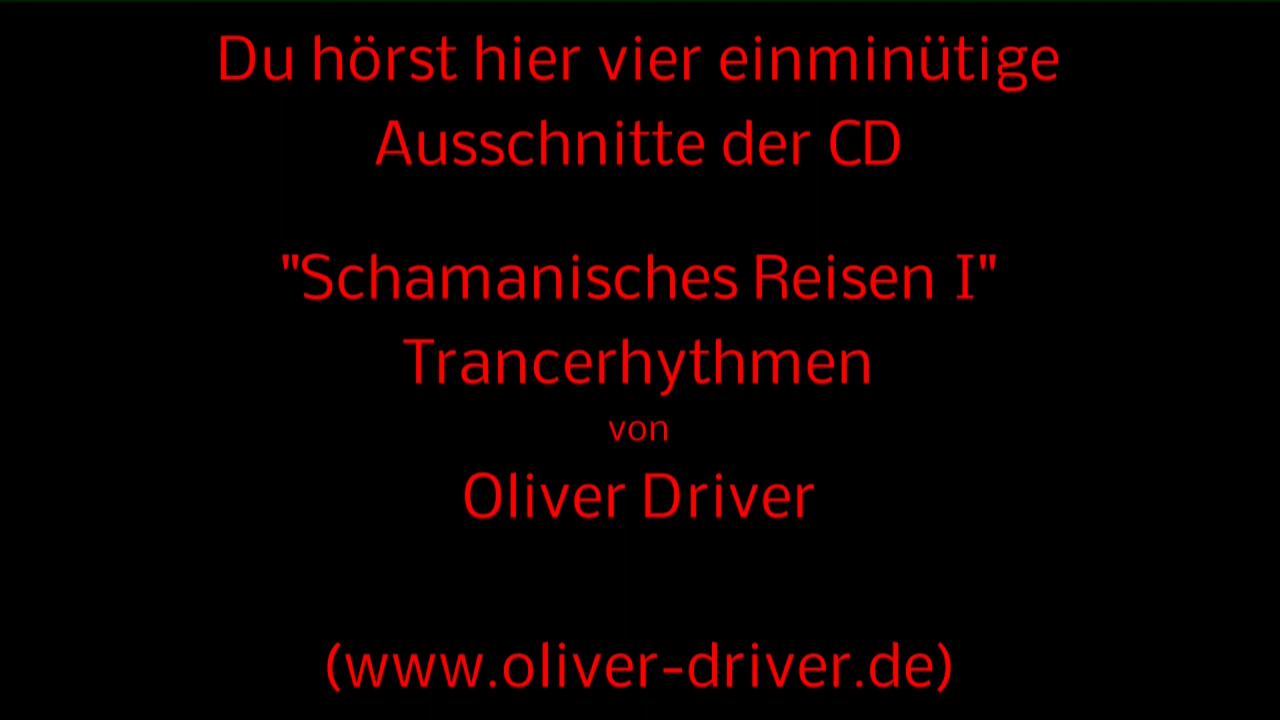 Du hörst hier vier einminütige
Ausschnitte der CD
"Schamanisches Reisen I"
Trancerhythmen
von
Oliver Driver
(www.oliver-driver.de)